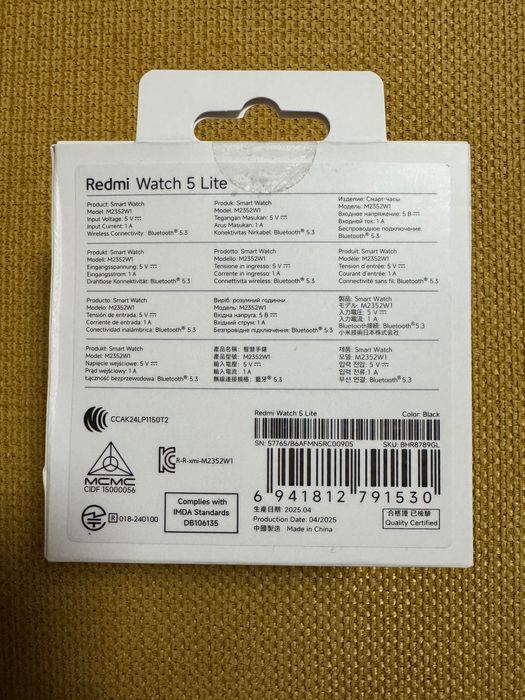 Redmi Watch 5 Lite
Product: Smart Watch
Model: M2352W1
Input Voltage: 5 V
Input Current: 1 A
Wireless Connectivity: Bluetooth® 5.3
Produk: Smart Watch
Model: M2352W1
Tegangan Masukan: 5 V
Arus Masukan: 1 A
Konektivitas Nirkabel: Bluetooth® 5.3
Изделие: Смарт-часы
Модель: M2352W1
Входное напряжение: 5 В
Входной ток: 1 A
Беспроводное подключение:
Bluetooth® 5.3
Produkt: Smart Watch
Modell: M2352W1
Eingangsspannung: 5 V
Eingangsstrom: 1 A
Drahtlose Konnektivität: Bluetooth® 5.3
Prodotto: Smart Watch
Modello: M2352W1
Tensione in ingresso: 5 V
Corrente in ingresso: 1 A
Connettività wireless: Bluetooth® 5.3
Produit: Smart Watch
Modèle: M2352W1
Tension d'entrée: 5 V
Courant d'entrée: 1 A
Connectivité sans fil: Bluetooth® 5.3
Producto: Smart Watch
Modelo: M2352W1
Tensión de entrada: 5 V
Corriente de entrada: 1 A
Conectividad inalámbrica: Bluetooth® 5.3
Виріб: розумний годинник
Модель: M2352W1
Вхідна напруга: 5 В
Вхідний струм: 1 А
Безпровідне підключення: Bluetooth® 5.3
製品: Smart Watch
モデル: M2352W1
入力電圧: 5 V
入力電流: 1 A
Bluetooth接続: Bluetooth® 5.3
小米技術日本株式会社
Produkt: Smart Watch
Model: M2352W1
Napięcie wejściowe: 5 V
Prąd wejściowy: 1 A
Łączność bezprzewodowa: Bluetooth® 5.3
產品名稱: 智慧手錶
產品型號: M2352W1
輸入電壓: 5 V
輸入電流: 1 A
無線連接規格: 藍牙® 5.3
제품: Smart Watch
모델: M2352W1
입력 전압: 5 V
입력 전류: 1 A
무선 연결: Bluetooth® 5.3
CCAK24LP1150T2
MCMC
CIDF 15000056
R-R-xmi-M2352W1
R 018-240100
Complies with
IMDA Standards
DB106135
Redmi Watch 5 Lite Color: Black
SN: 57765/B6AFMN5RC00905 SKU: BHR8789GL
6 941812 791530
生產日期: 2025.04
Production Date: 04/2025
中國製造 Made in China
合格證 已檢驗
Quality Certified